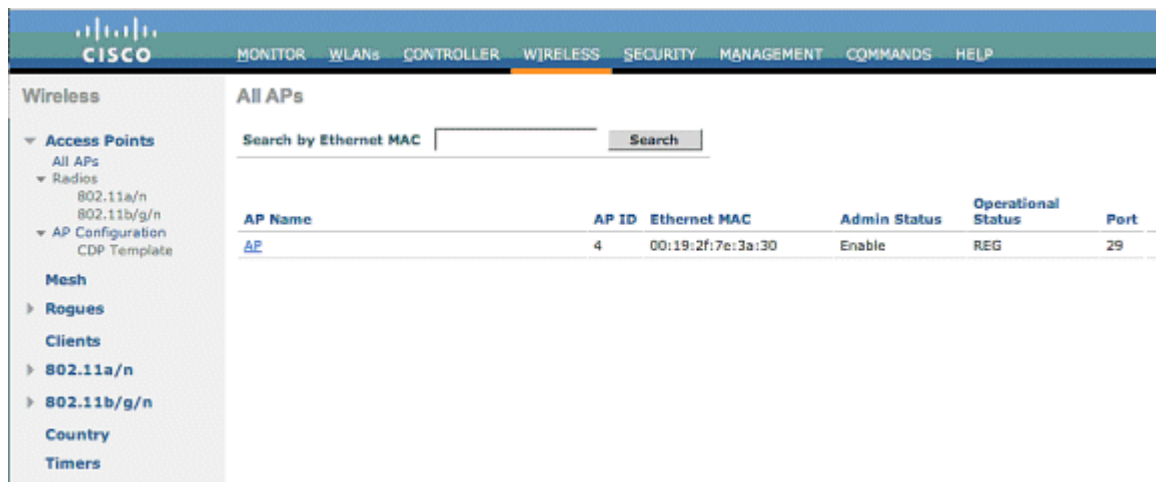 CISCO
MONITOR WLANs CONTROLLER WIRELESS SECURITY MANAGEMENT COMMANDS HELP
Wireless
Access Points
All APs
Radios
802.11a/n
802.11b/g/n
AP Configuration
CDP Template
Mesh
Rogues
Clients
802.11a/n
802.11b/g/n
Country
Timers
All APs
Search by Ethernet MAC Search
AP Name AP ID Ethernet MAC Admin Status Operational Status Port
AP 4 00:19:2f:7e:3a:30 Enable REG 29